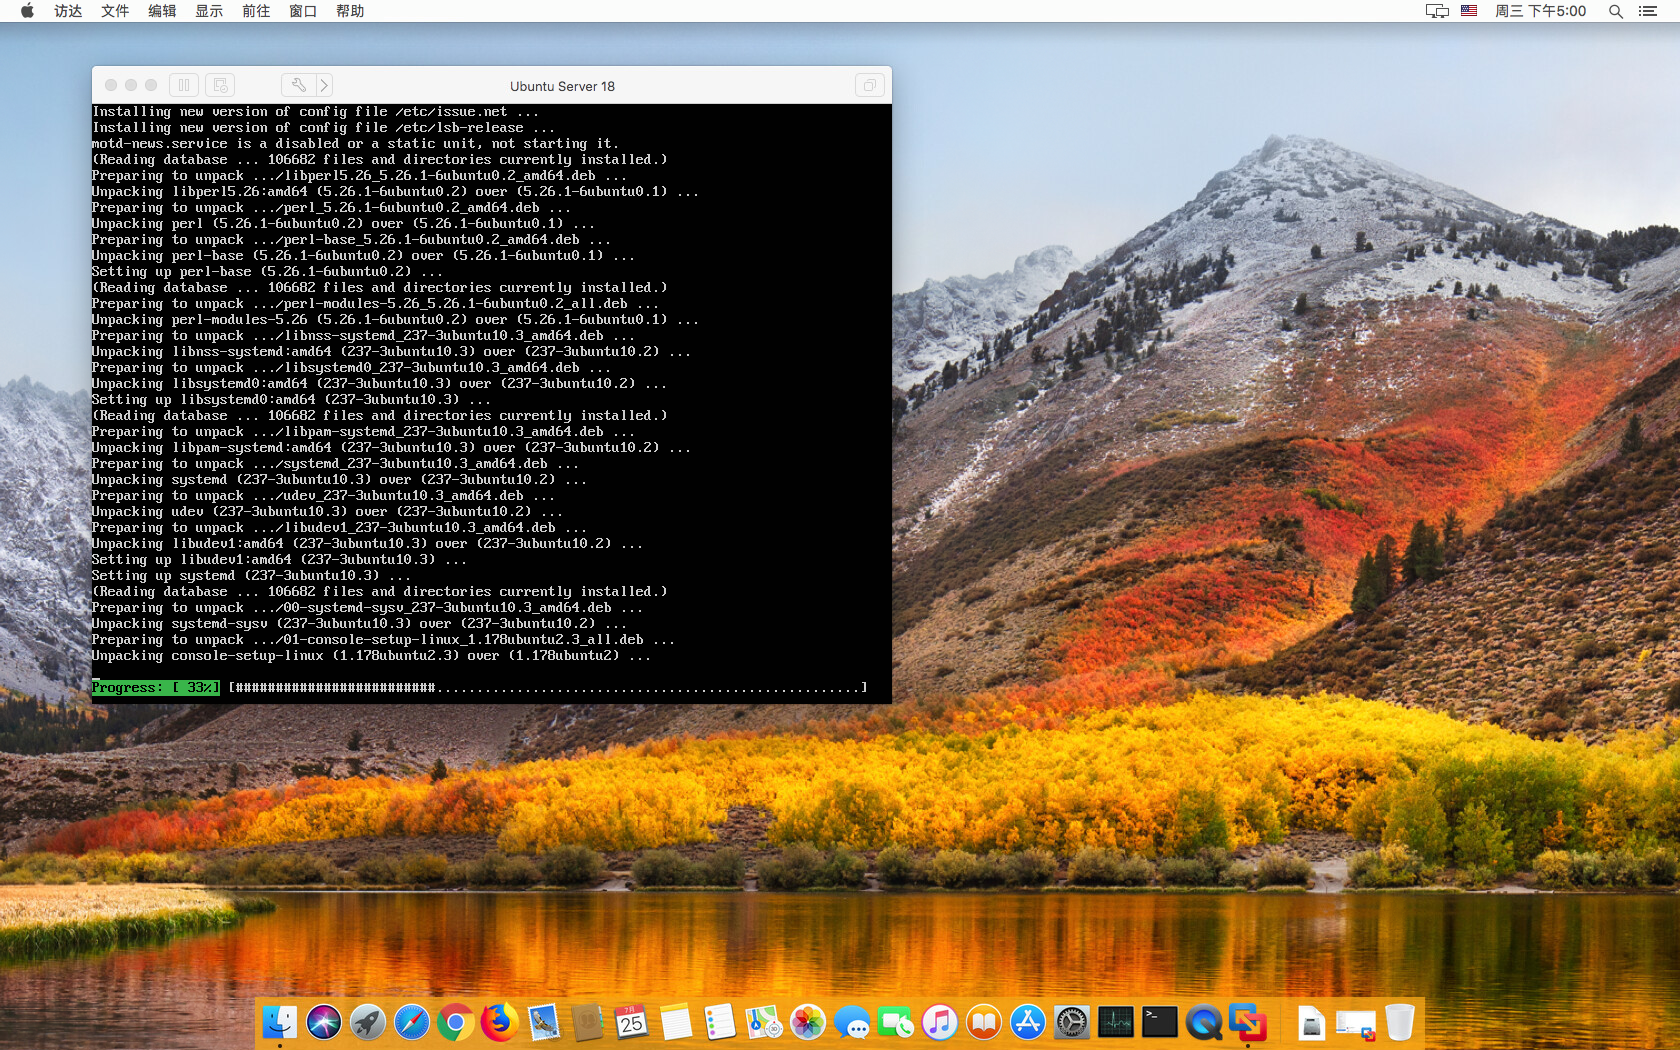 访达 文件 编辑 显示 前往 窗口 帮助 周三 下午5:00
Ubuntu Server 18
Installing new version of config file /etc/issue.net ...
Installing new version of config file /etc/lsb-release ...
motd-news.service is a disabled or a static unit, not starting it.
(Reading database ... 106682 files and directories currently installed.)
Preparing to unpack .../libperl5.26_5.26.1-6ubuntu0.2_amd64.deb ...
Unpacking libperl5.26:amd64 (5.26.1-6ubuntu0.2) over (5.26.1-6ubuntu0.1) ...
Preparing to unpack .../perl_5.26.1-6ubuntu0.2_amd64.deb ...
Unpacking perl (5.26.1-6ubuntu0.2) over (5.26.1-6ubuntu0.1) ...
Preparing to unpack .../perl-base_5.26.1-6ubuntu0.2_amd64.deb ...
Unpacking perl-base (5.26.1-6ubuntu0.2) over (5.26.1-6ubuntu0.1) ...
Setting up perl-base (5.26.1-6ubuntu0.2) ...
(Reading database ... 106682 files and directories currently installed.)
Preparing to unpack .../perl-modules-5.26_5.26.1-6ubuntu0.2_all.deb ...
Unpacking perl-modules-5.26 (5.26.1-6ubuntu0.2) over (5.26.1-6ubuntu0.1) ...
Preparing to unpack .../libnss-systemd_237-3ubuntu10.3_amd64.deb ...
Unpacking libnss-systemd:amd64 (237-3ubuntu10.3) over (237-3ubuntu10.2) ...
Preparing to unpack .../libsystemd0_237-3ubuntu10.3_amd64.deb ...
Unpacking libsystemd0:amd64 (237-3ubuntu10.3) over (237-3ubuntu10.2) ...
Setting up libsystemd0:amd64 (237-3ubuntu10.3) ...
(Reading database ... 106682 files and directories currently installed.)
Preparing to unpack .../libpam-systemd_237-3ubuntu10.3_amd64.deb ...
Unpacking libpam-systemd:amd64 (237-3ubuntu10.3) over (237-3ubuntu10.2) ...
Preparing to unpack .../systemd_237-3ubuntu10.3_amd64.deb ...
Unpacking systemd (237-3ubuntu10.3) over (237-3ubuntu10.2) ...
Preparing to unpack .../udev_237-3ubuntu10.3_amd64.deb ...
Unpacking udev (237-3ubuntu10.3) over (237-3ubuntu10.2) ...
Preparing to unpack .../libudev1_237-3ubuntu10.3_amd64.deb ...
Unpacking libudev1:amd64 (237-3ubuntu10.3) over (237-3ubuntu10.2) ...
Setting up libudev1:amd64 (237-3ubuntu10.3) ...
Setting up systemd (237-3ubuntu10.3) ...
(Reading database ... 106682 files and directories currently installed.)
Preparing to unpack .../00-systemd-sysv_237-3ubuntu10.3_amd64.deb ...
Unpacking systemd-sysv (237-3ubuntu10.3) over (237-3ubuntu10.2) ...
Preparing to unpack .../01-console-setup-linux_1.178ubuntu2.3_all.deb ...
Unpacking console-setup-linux (1.178ubuntu2.3) over (1.178ubuntu2) ...
Progress: [ 33%] [#########################.....................................................]
7月
25